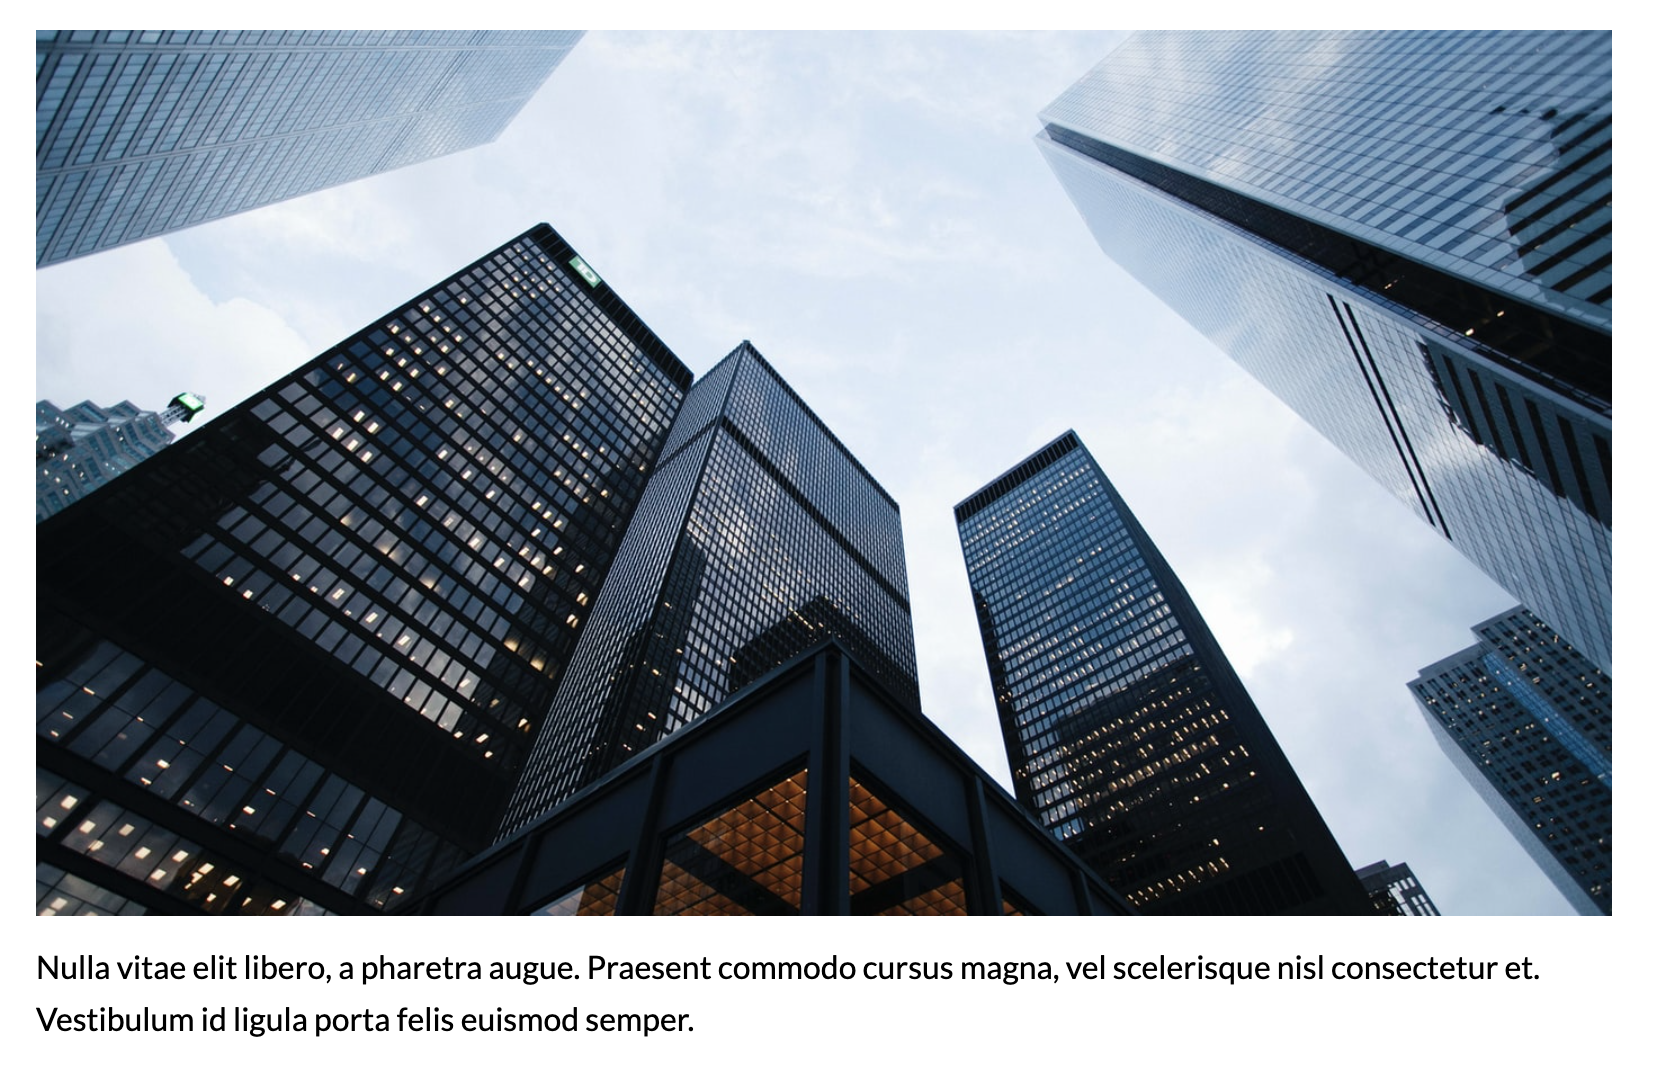 TD
Nulla vitae elit libero, a pharetra augue. Praesent commodo cursus magna, vel scelerisque nisl consectetur et.
Vestibulum id ligula porta felis euismod semper.